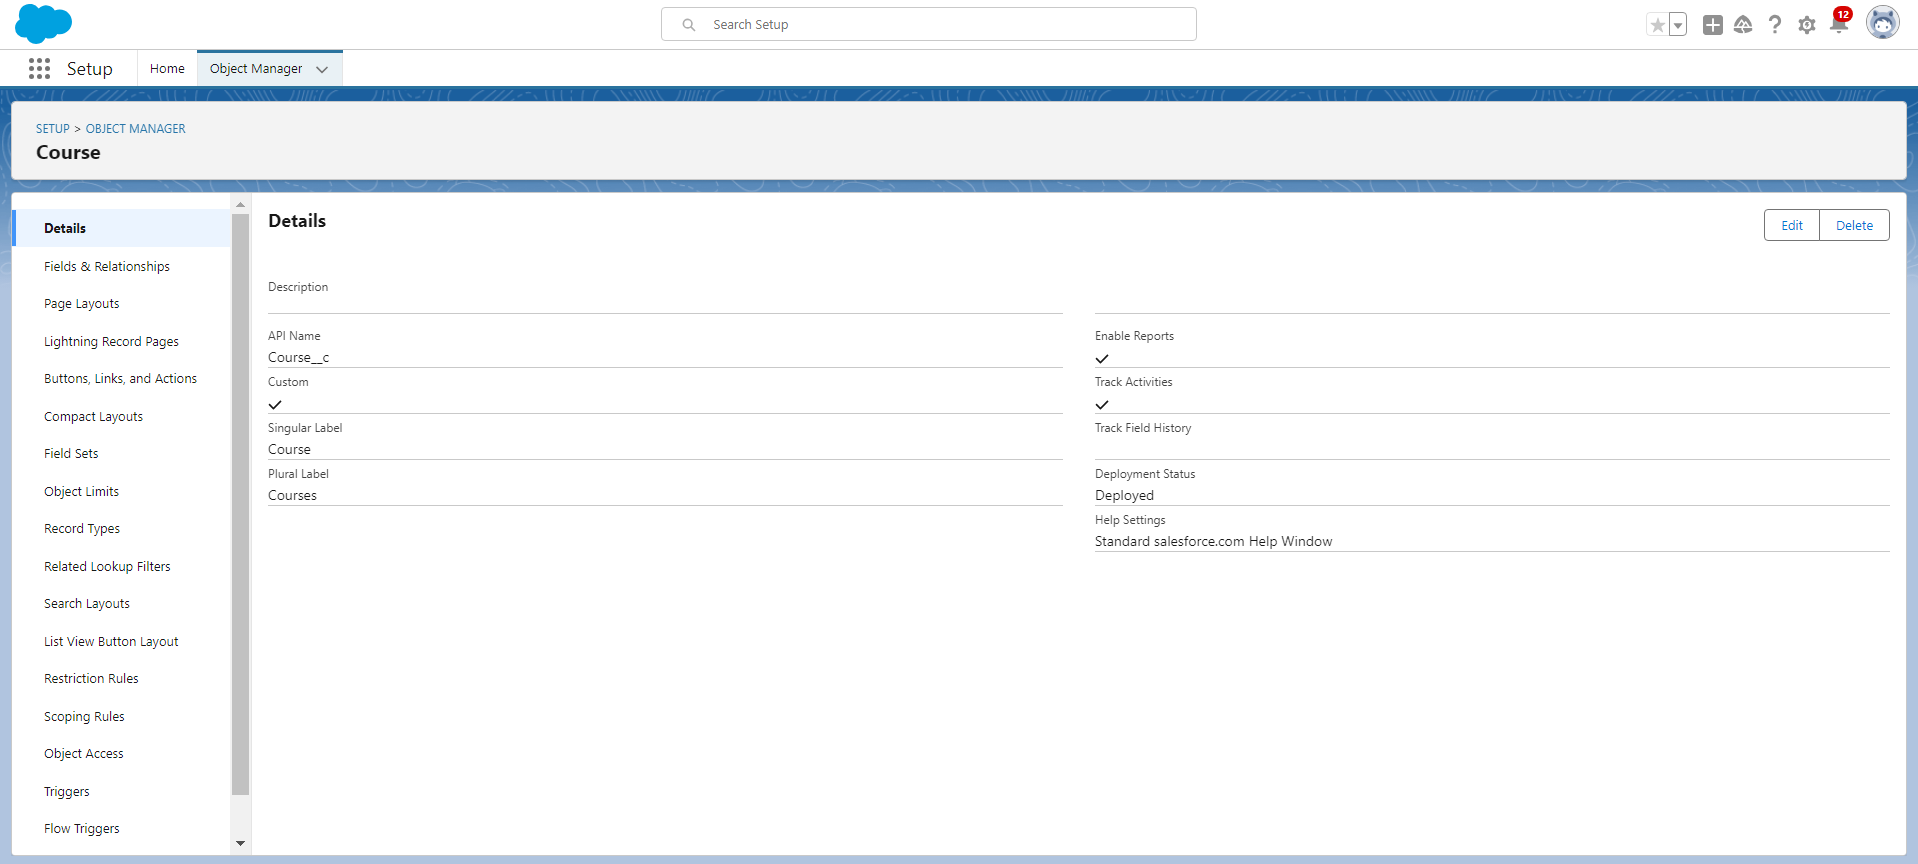 Search Setup
12
Setup
Home
Object Manager
SETUP > OBJECT MANAGER
Course
Details
Fields & Relationships
Page Layouts
Lightning Record Pages
Buttons, Links, and Actions
Compact Layouts
Field Sets
Object Limits
Record Types
Related Lookup Filters
Search Layouts
List View Button Layout
Restriction Rules
Scoping Rules
Object Access
Triggers
Flow Triggers
Details
Edit
Delete
Description
API Name
Course__c
Custom
Singular Label
Course
Plural Label
Courses
Enable Reports
Track Activities
Track Field History
Deployment Status
Deployed
Help Settings
Standard salesforce.com Help Window